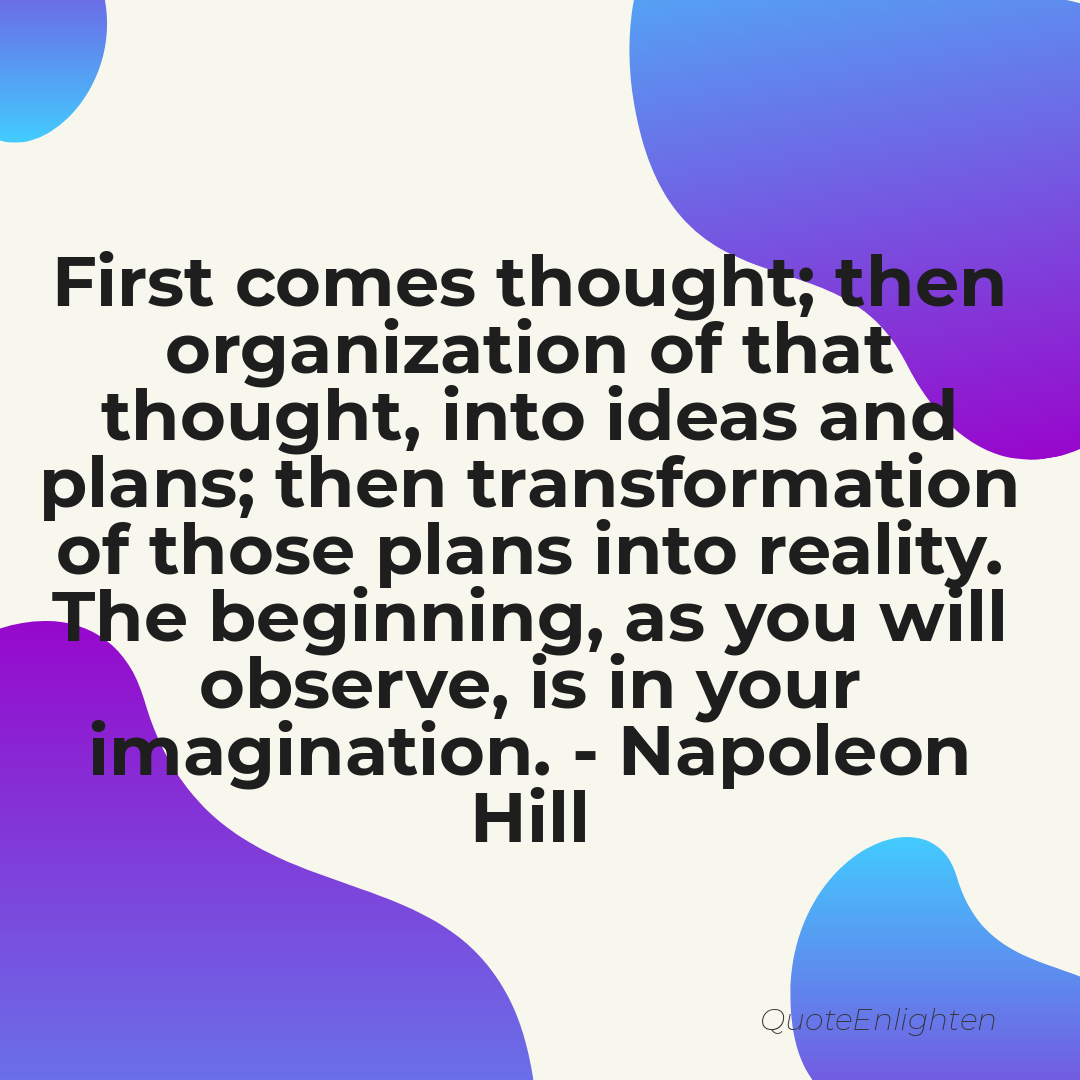 First comes thought; then
organization of that
thought, into ideas and
plans; then transformation
of those plans into reality.
The beginning, as you will
observe, is in your
imagination. - Napoleon
Hill
QuoteEnlighten